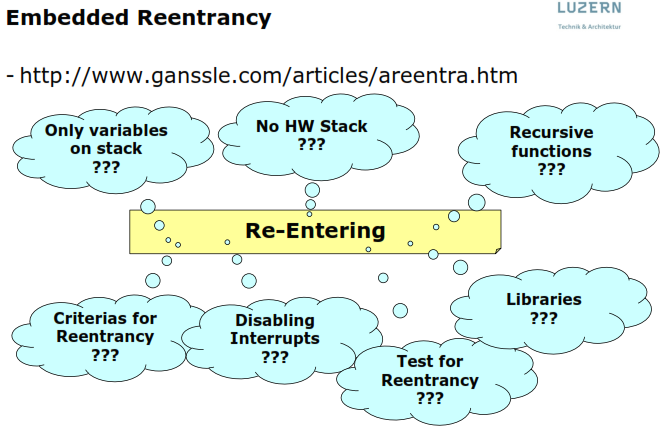 LUZERN
Technik & Architektur
Embedded Reentrancy
- http://www.ganssle.com/articles/areentra.htm
Only variables
on stack
???
No HW Stack
???
Recursive
functions
???
Re-Entering
Criterias for
Reentrancy
???
Disabling
Interrupts
???
Test for
Reentrancy
???
Libraries
???